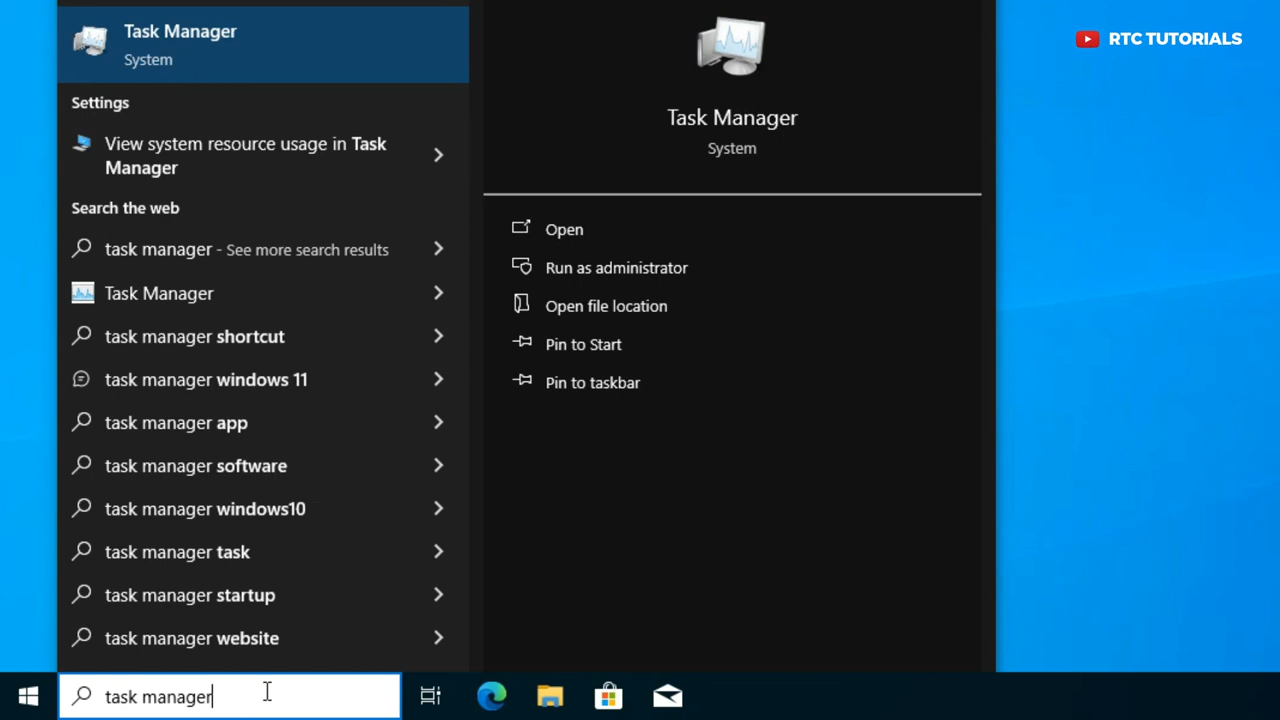 Task Manager
System
Settings
View system resource usage in Task
Manager
Search the web
task manager - See more search results
Task Manager
task manager shortcut
task manager windows 11
task manager app
task manager software
task manager windows10
task manager task
task manager startup
task manager website
task manager
Task Manager
System
Open
Run as administrator
Open file location
Pin to Start
Pin to taskbar
RTC TUTORIALS